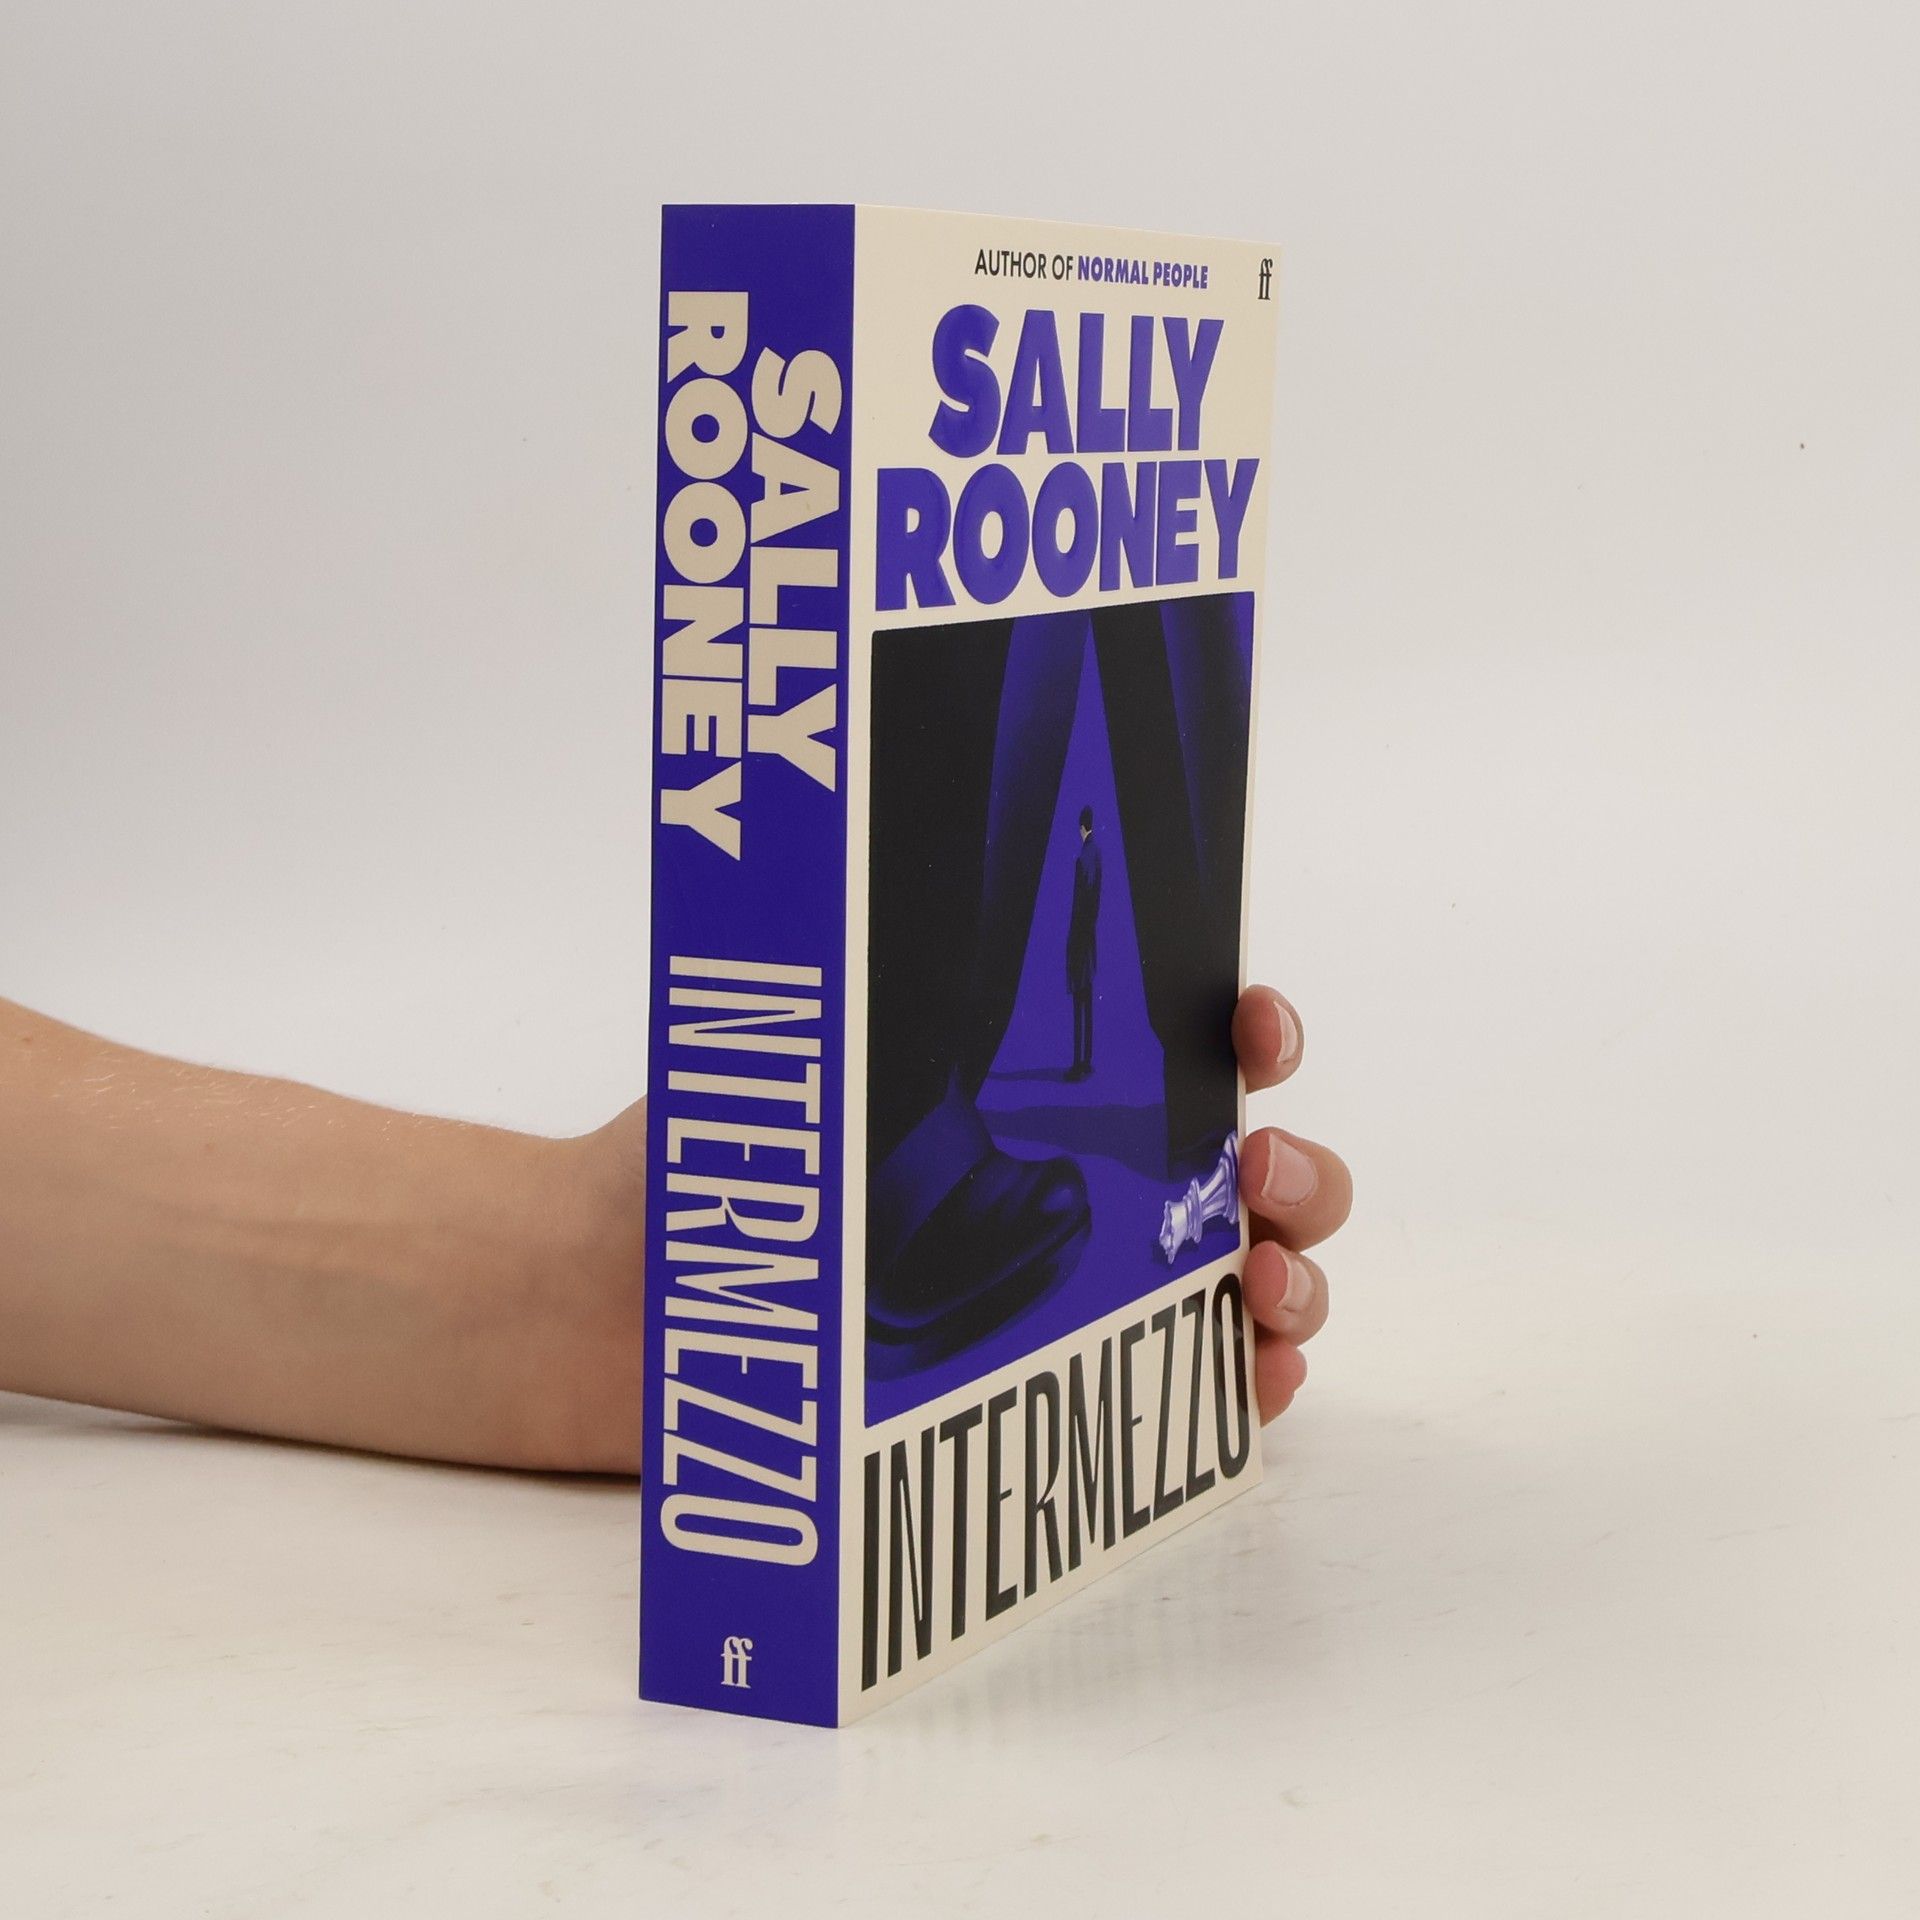 SALLY
ROONEY
INTERMEZZO
ff
AUTHOR OF NORMAL PEOPLE
ff
SALLY
ROONEY
INTERMEZZO